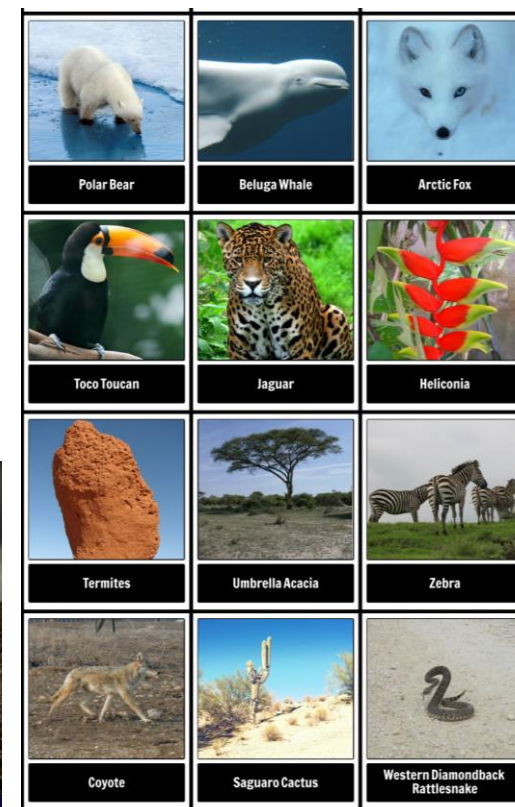 Polar Bear
Beluga Whale
Arctic Fox
Toco Toucan
Jaguar
Heliconia
Termites
Umbrella Acacia
Zebra
Coyote
Saguaro Cactus
Western Diamondback
Rattlesnake